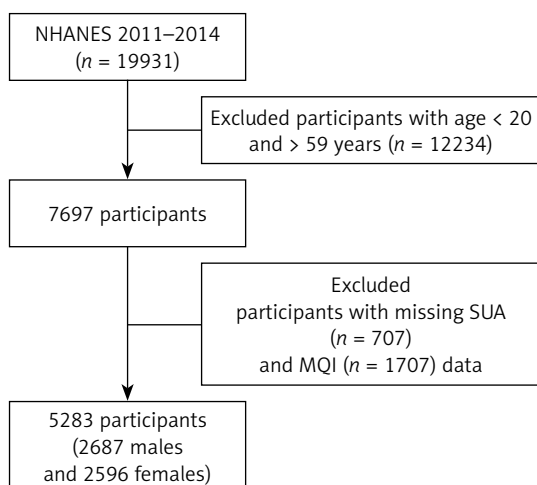 NHANES 2011–2014
(n = 19931)
Excluded participants with age < 20
and > 59 years (n = 12234)
7697 participants
Excluded
participants with missing SUA
(n = 707)
and MQI (n = 1707) data
5283 participants
(2687 males
and 2596 females)